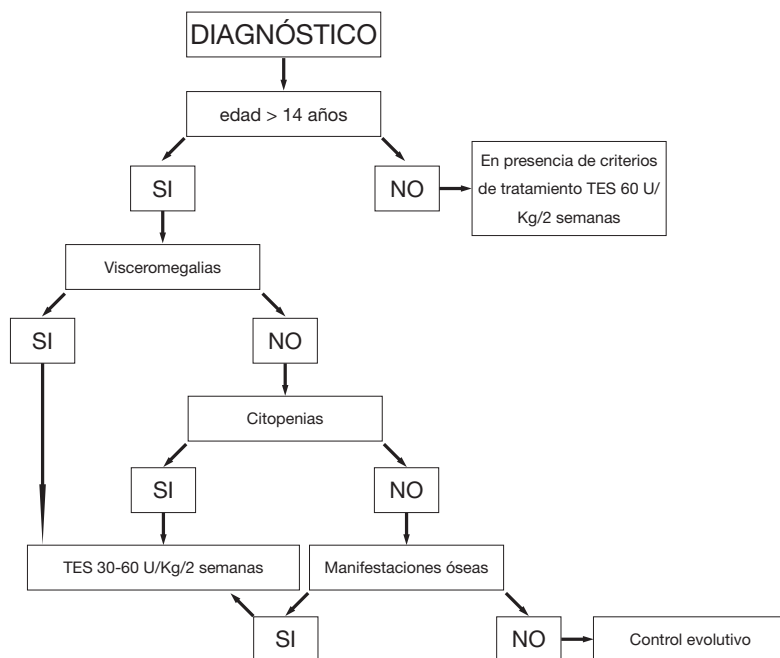 DIAGNÓSTICO
edad > 14 años
SI
NO
En presencia de criterios
de tratamiento TES 60 U/
Kg/2 semanas
Visceromegalias
SI
NO
Citopenias
SI
NO
TES 30-60 U/Kg/2 semanas
Manifestaciones óseas
SI
NO
Control evolutivo